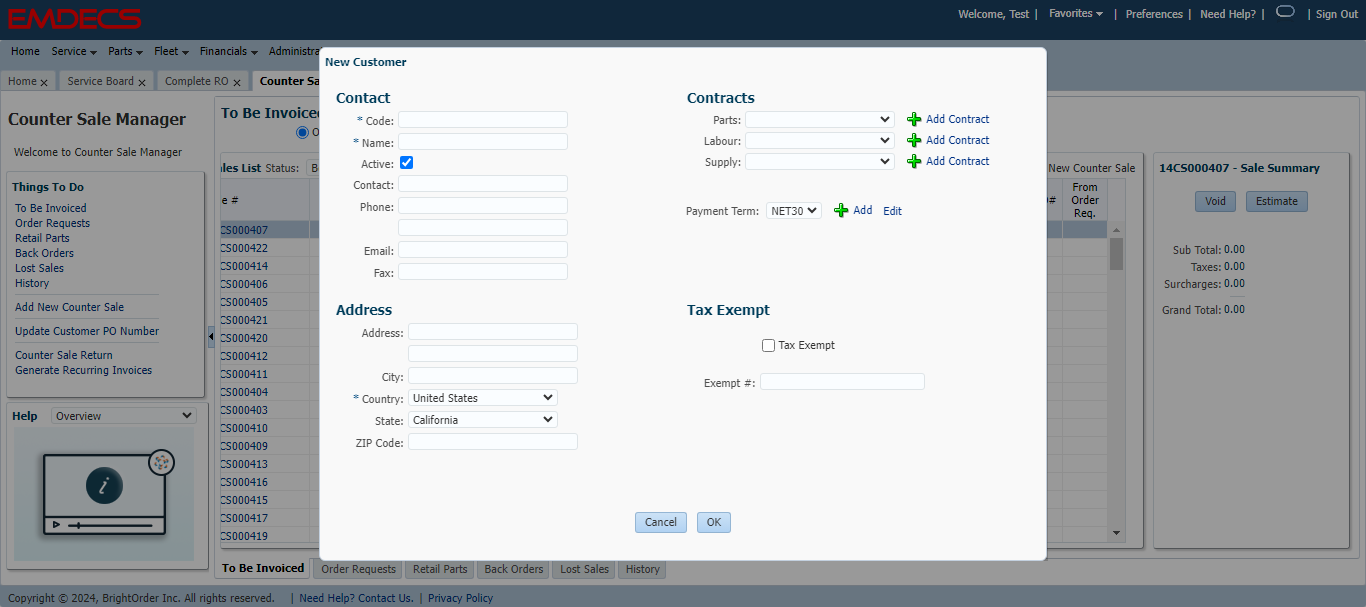 EMDECS
Welcome, Test | Favorites | Preferences | Need Help? | | Sign Out
Home Service Parts Fleet Financials Administra
Home x Service Board x Complete RO x Counter Sa
Counter Sale Manager
Welcome to Counter Sale Manager
Things To Do
To Be Invoiced
Order Requests
Retail Parts
Back Orders
Lost Sales
History
Add New Counter Sale
Update Customer PO Number
Counter Sale Return
Generate Recurring Invoices
Help Overview
i
To Be Invoiced
les List Status:
e #
CS000407
CS000422
CS000414
CS000406
CS000405
CS000421
CS000420
CS000412
CS000411
CS000404
CS000403
CS000410
CS000409
CS000413
CS000416
CS000415
CS000417
CS000419
New Customer
Contact
* Code:
* Name:
Active:
Contact:
Phone:
Email:
Fax:
Address
Address:
City:
* Country: United States
State: California
ZIP Code:
Contracts
Parts: Add Contract
Labour: Add Contract
Supply: Add Contract
Payment Term: NET30 Add Edit
Tax Exempt
Tax Exempt
Exempt #:
Cancel OK
New Counter Sale
From
Order
Req.
14CS000407 - Sale Summary
Void Estimate
Sub Total: 0.00
Taxes: 0.00
Surcharges: 0.00
Grand Total: 0.00
To Be Invoiced Order Requests Retail Parts Back Orders Lost Sales History
Copyright © 2024, BrightOrder Inc. All rights reserved. | Need Help? Contact Us. | Privacy Policy